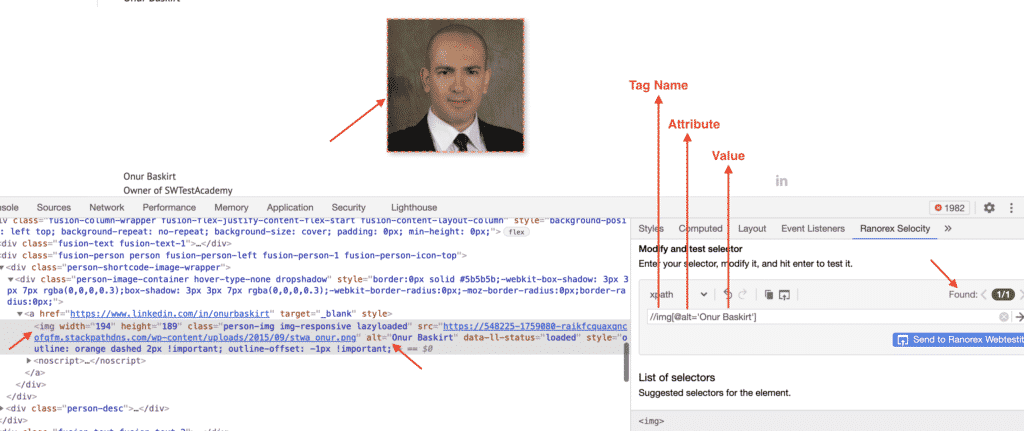 Onur Baskirt
Tag Name
Attribute
Value
Onur Baskirt
Owner of SWTestAcademy
in
nsole Sources Network Performance Memory Application Security Lighthouse
1982
div class="fusion-column-wrapper fusion-flex-justify-content-flex-start fusion-content-layout-column" style="background-posi
: left top; background-repeat: no-repeat; background-size: cover; padding: 0px; min-height: 0px;"> flex
<div class="fusion-text fusion-text-1">…</div>
<div class="fusion-person person fusion-person-left fusion-person-1 fusion-person-icon-top">
<div class="person-shortcode-image-wrapper">
<div class="person-image-container hover-type-none dropshadow" style="border:0px solid #5b5b5b;-webkit-box-shadow: 3px 3
px 7px rgba(0,0,0,0.3);box-shadow: 3px 3px 7px rgba(0,0,0,0.3);-webkit-border-radius:0px;-moz-border-radius:0px;border-ra
dius:0px;">
<a href="https://www.linkedin.com/in/onurbaskirt" target="_blank" style>
<img width="194" height="189" class="person-img img-responsive lazyloaded" src="https://548225-1759080-raikfcquaxqnc
ofgfm.stackpathdns.com/wp-content/uploads/2015/09/stwa_onur.png" alt="Onur Baskirt" data-ll-status="loaded" style="o
utline: orange dashed 2px !important; outline-offset: -1px !important;" == $0
<noscript>…</noscript>
</a>
</div>
</div>
<div class="person-desc">…</div>
</div>
Styles Computed Layout Event Listeners Ranorex Selocity
Modify and test selector
Enter your selector, modify it, and hit enter to test it.
xpath Found: 1/1
//img[@alt='Onur Baskirt']
Send to Ranorex Webtestit
List of selectors
Suggested selectors for the element.
<img>